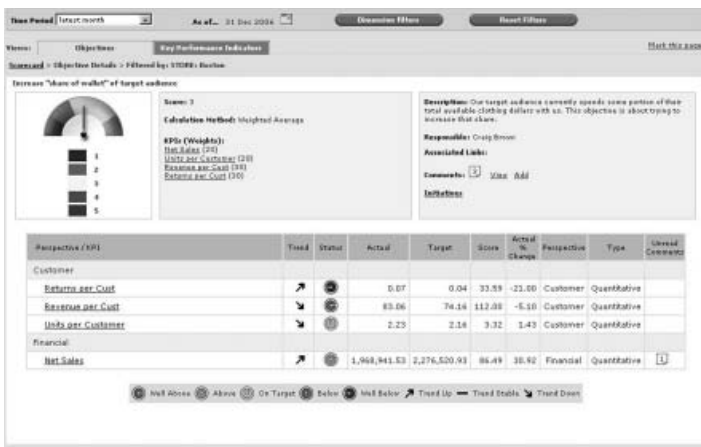 Time Period latest month As of... 31 Dec 2006 Dimension Filters Reset Filters
Views: Objectives Key Performance Indicators Mark this page
Scorecard > Objective Details > Filtered by: STORE: Boston
Increase "share of wallet" of target audience
Score: 3
Calculation Method: Weighted Average
KPIs (Weights):
Net Sales (20)
Units per Customer (20)
Revenue per Cust (30)
Returns per Cust (30)
1
2
3
4
5
Description: Our target audience currently spends some portion of their
total available clothing dollars with us. This objective is about trying to
increase that share.
Responsible: Craig Brown
Associated Links:
Comments: View Add
Initiatives
Perspective / KPI Trend Status Actual Target Score Actual % Change Perspective Type Unread Comments
Customer
Returns per Cust 0.07 0.04 33.59 -21.00 Customer Quantitative
Revenue per Cust 83.06 74.16 112.00 -5.10 Customer Quantitative
Units per Customer 2.23 2.16 3.32 1.43 Customer Quantitative
Financial
Net Sales 1,968,941.53 2,276,520.93 86.49 30.92 Financial Quantitative 1
Well Above Above On Target Below Well Below Trend Up Trend Stable Trend Down